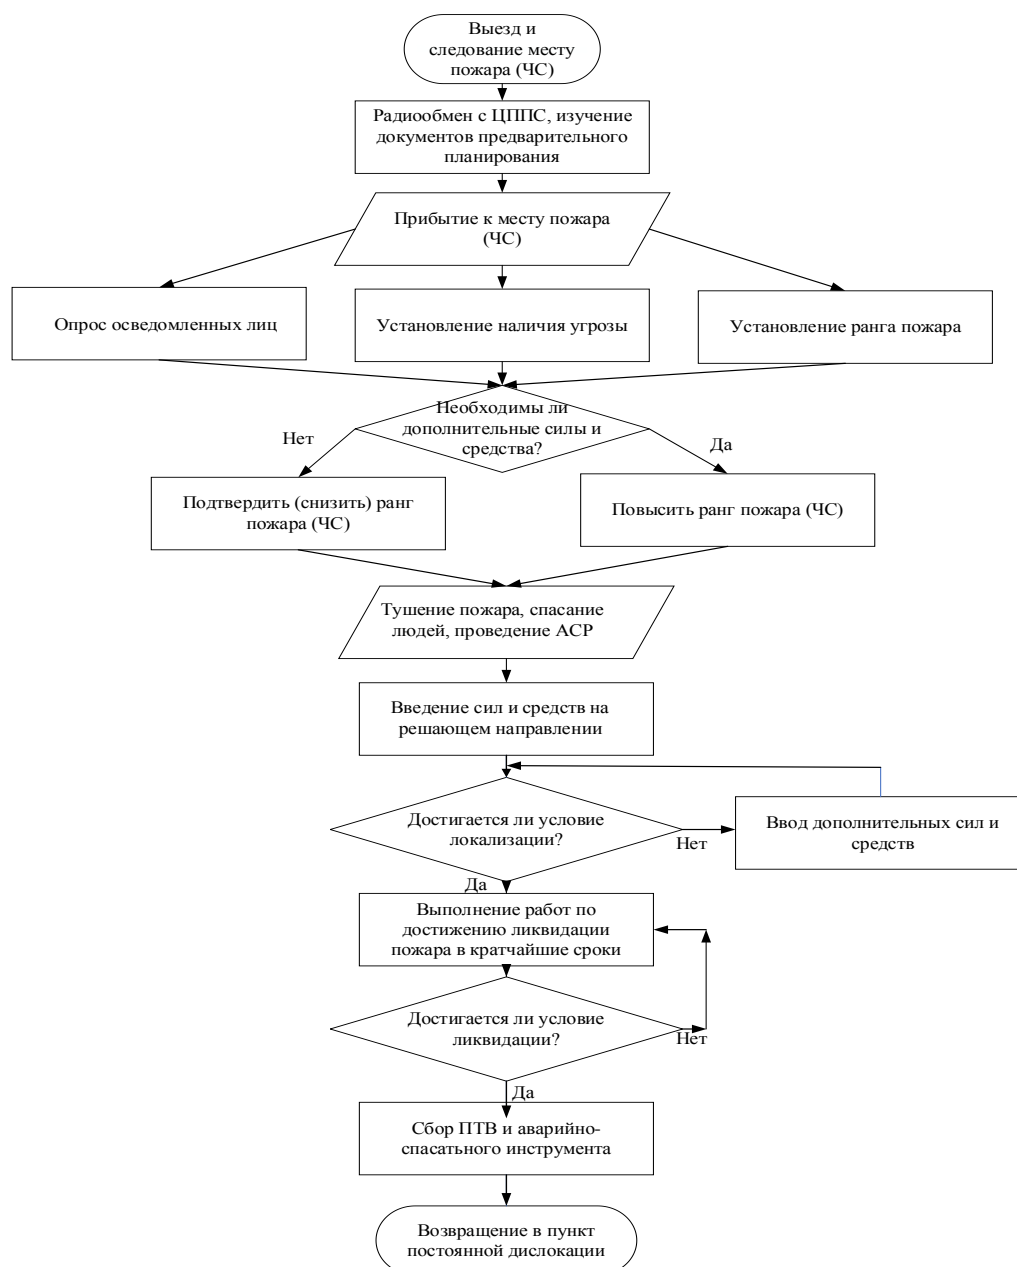 Выезд и
следование месту
пожара (ЧС)
Радиообмен с ЦППС, изучение
документов предварительного
планирования
Прибытие к месту пожара
(ЧС)
Опрос осведомленных лиц
Установление наличия угрозы
Установление ранга пожара
Необходимы ли
дополнительные силы и
средства?
Нет
Да
Подтвердить (снизить) ранг
пожара (ЧС)
Повысить ранг пожара (ЧС)
Тушение пожара, спасание
людей, проведение АСР
Введение сил и средств на
решающем направлении
Достигается ли условие
локализации?
Нет
Ввод дополнительных сил и
средств
Да
Выполнение работ по
достижению ликвидации
пожара в кратчайшие сроки
Достигается ли условие
ликвидации?
Нет
Да
Сбор ПТВ и аварийно-
спасатьного инструмента
Возвращение в пункт
постоянной дислокации